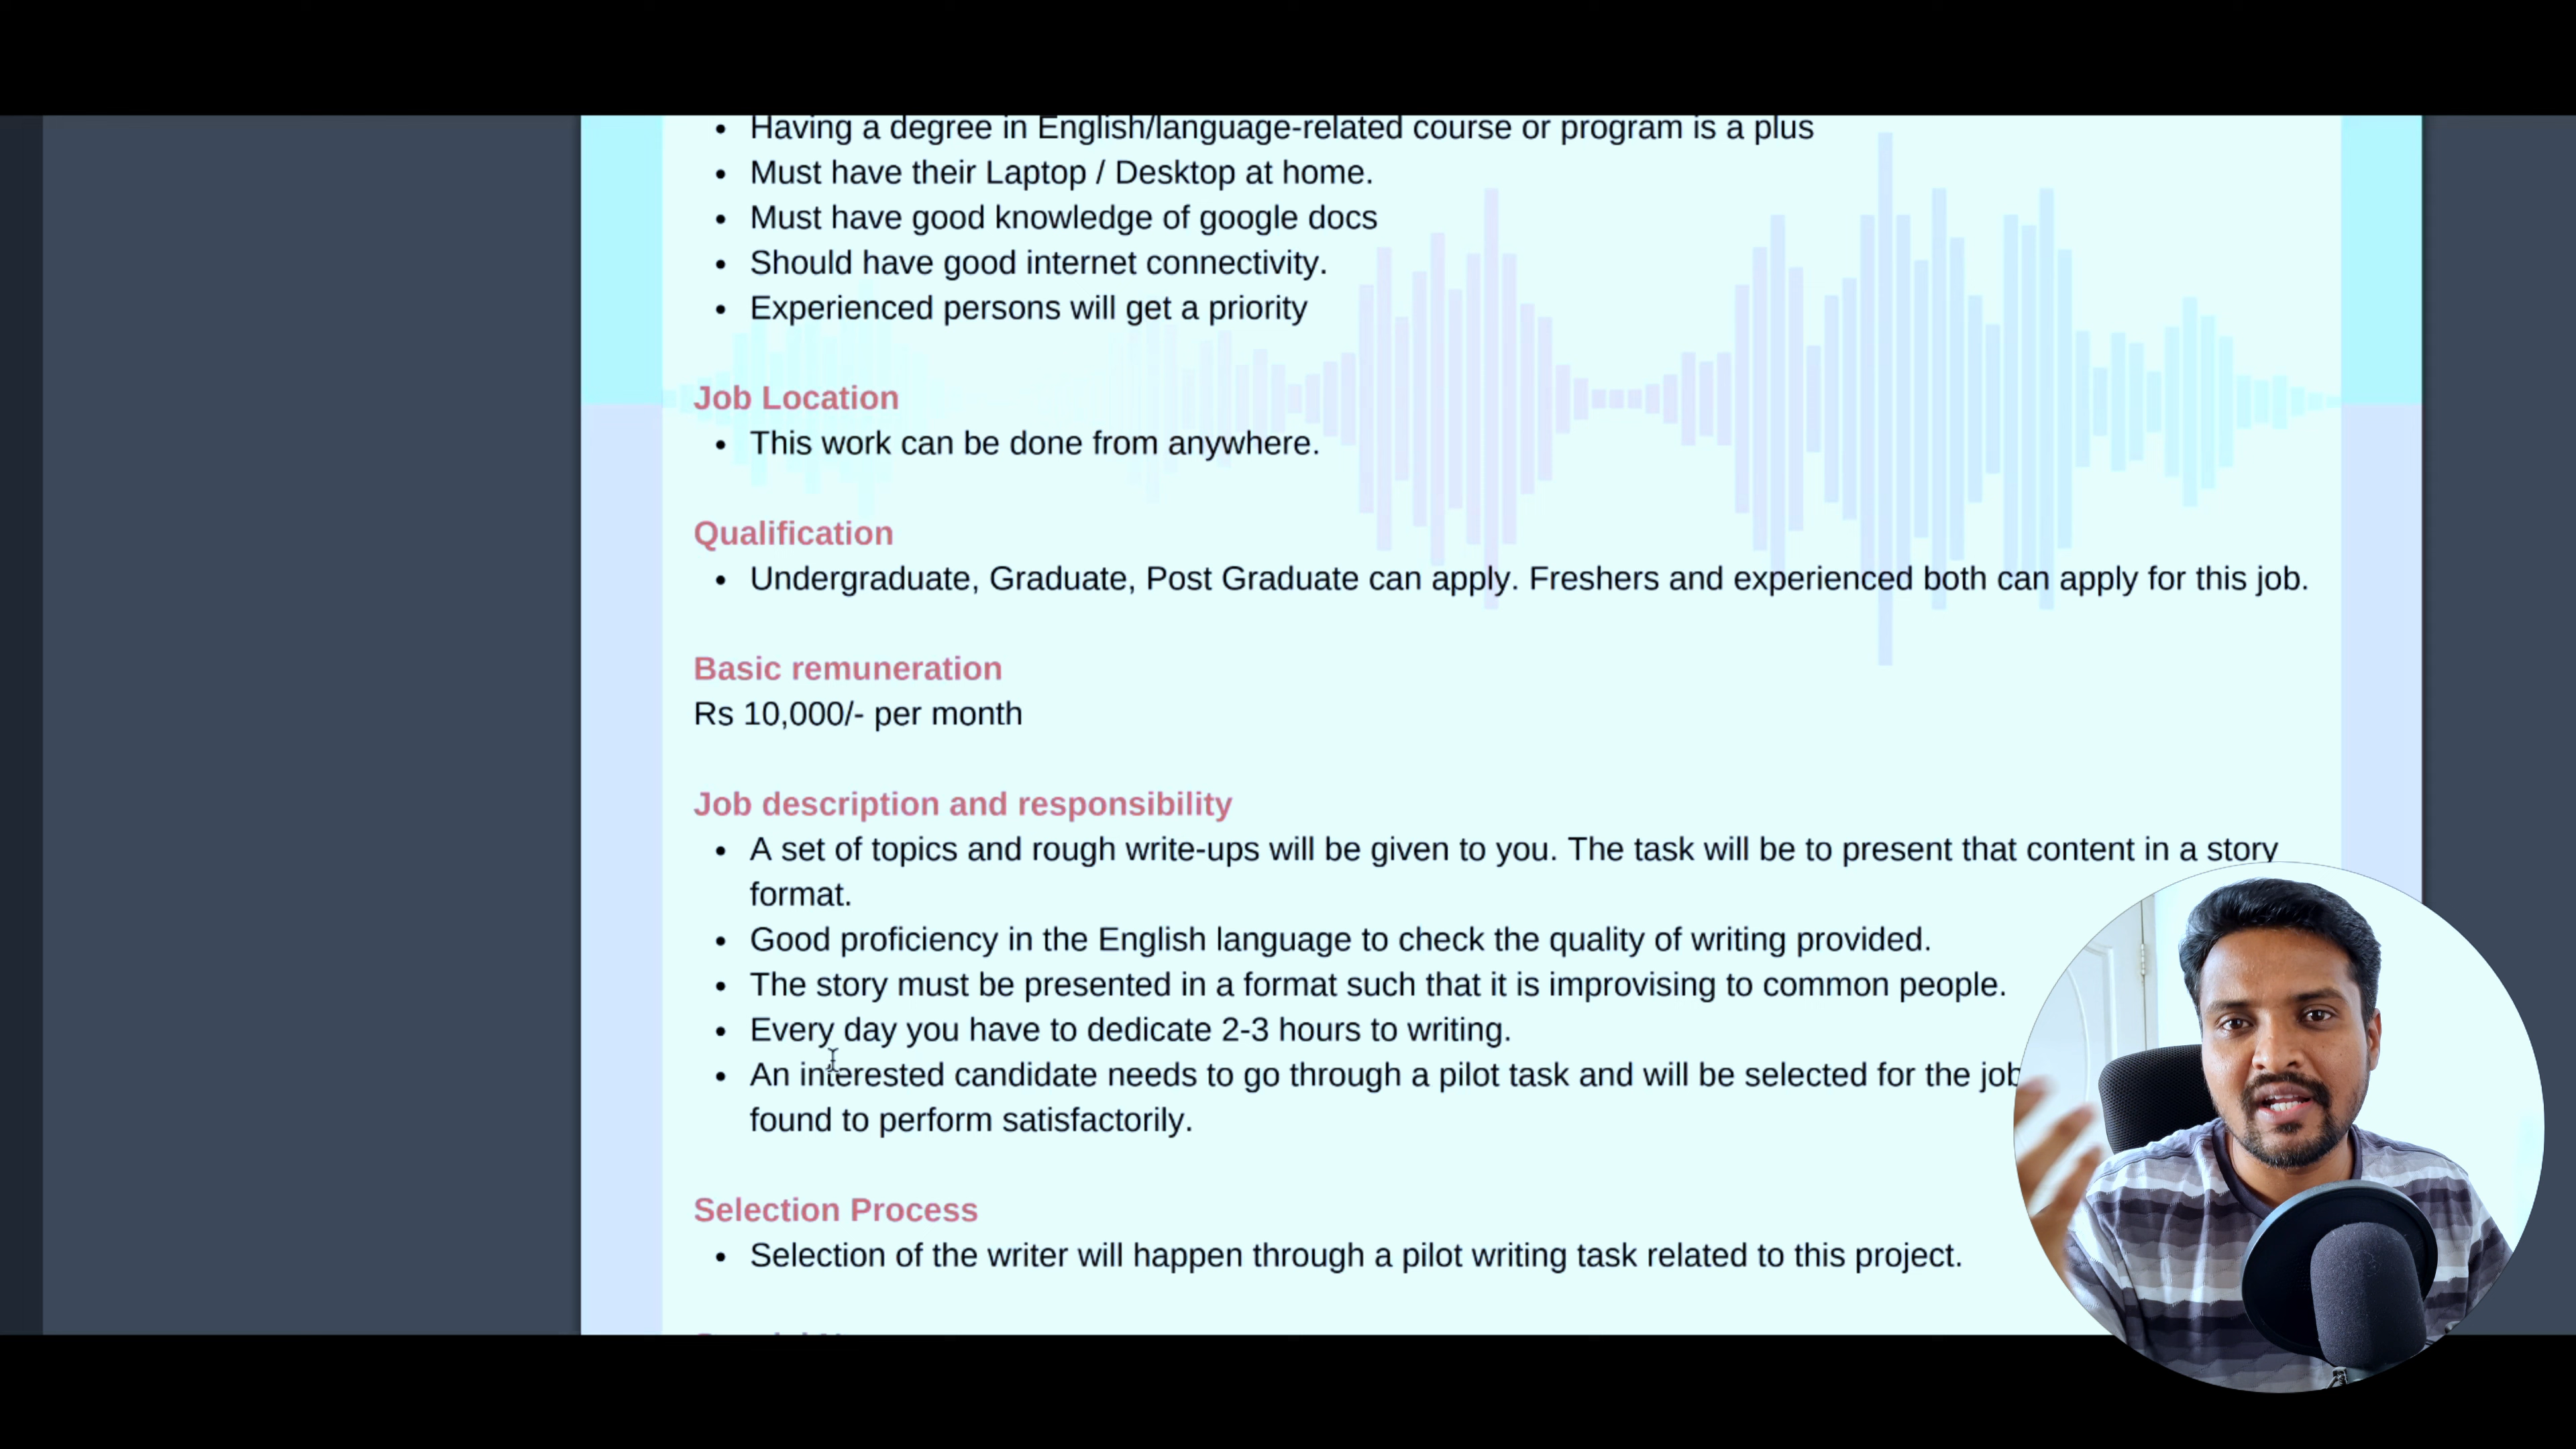 Having a degree in English/language-related course or program is a plus
Must have their Laptop / Desktop at home.
Must have good knowledge of google docs
Should have good internet connectivity.
Experienced persons will get a priority
Job Location
This work can be done from anywhere.
Qualification
Undergraduate, Graduate, Post Graduate can apply. Freshers and experienced both can apply for this job.
Basic remuneration
Rs 10,000/- per month
Job description and responsibility
A set of topics and rough write-ups will be given to you. The task will be to present that content in a story
format.
Good proficiency in the English language to check the quality of writing provided.
The story must be presented in a format such that it is improvising to common people.
Every day you have to dedicate 2-3 hours to writing.
An interested candidate needs to go through a pilot task and will be selected for the job
found to perform satisfactorily.
Selection Process
Selection of the writer will happen through a pilot writing task related to this project.